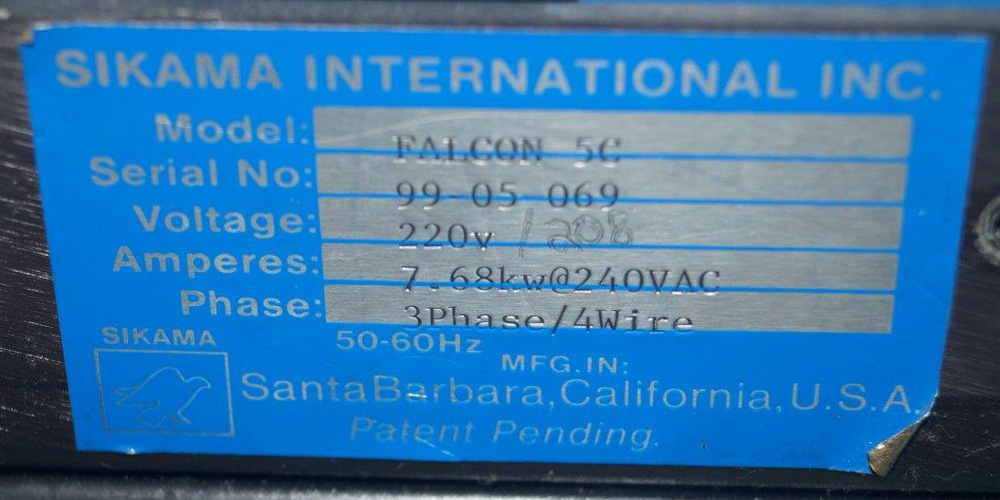 SIKAMA INTERNATIONAL INC.
Model: FALCON 5C
Serial No: 99-05 069
Voltage: 220v /208
Amperes: 7.68kw@240VAC
Phase: 3Phase/4Wire
SIKAMA
50-60Hz
MFG.IN:
SantaBarbara,California,U.S.A.
Patent Pending.